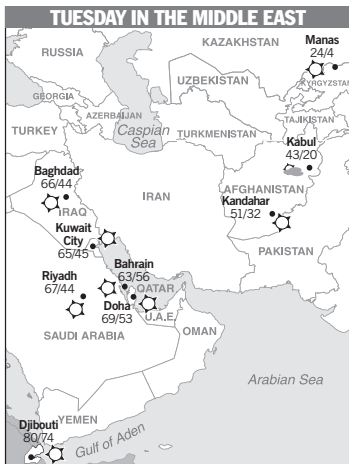 TUESDAY IN THE MIDDLE EAST
KAZAKHSTAN
Manas
24/4
RUSSIA
UZBEKISTAN
KYRGYZSTAN
GEORGIA
AZERBAIJAN
TAJIKISTAN
TURKEY
Caspian
Sea
TURKMENISTAN
Kabul
43/20
Baghdad
66/44
IRAN
AFGHANISTAN
Kandahar
51/32
IRAQ
Kuwait
City
65/45
PAKISTAN
Bahrain
63/56
Riyadh
67/44
QATAR
Doha
69/53
U.A.E.
OMAN
SAUDI ARABIA
Arabian Sea
YEMEN
Djibouti
80/74
Gulf of Aden